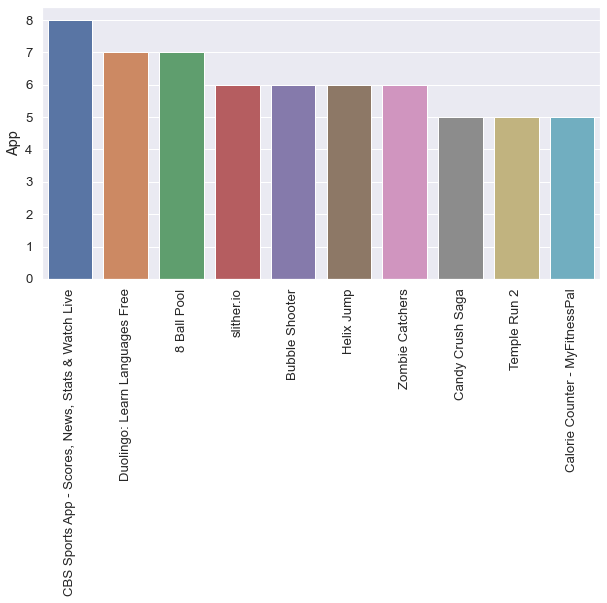 App
8
7
6
5
4
3
2
1
0
CBS Sports App - Scores, News, Stats & Watch Live
Duolingo: Learn Languages Free
8 Ball Pool
slither.io
Bubble Shooter
Helix Jump
Zombie Catchers
Candy Crush Saga
Temple Run 2
Calorie Counter - MyFitnessPal